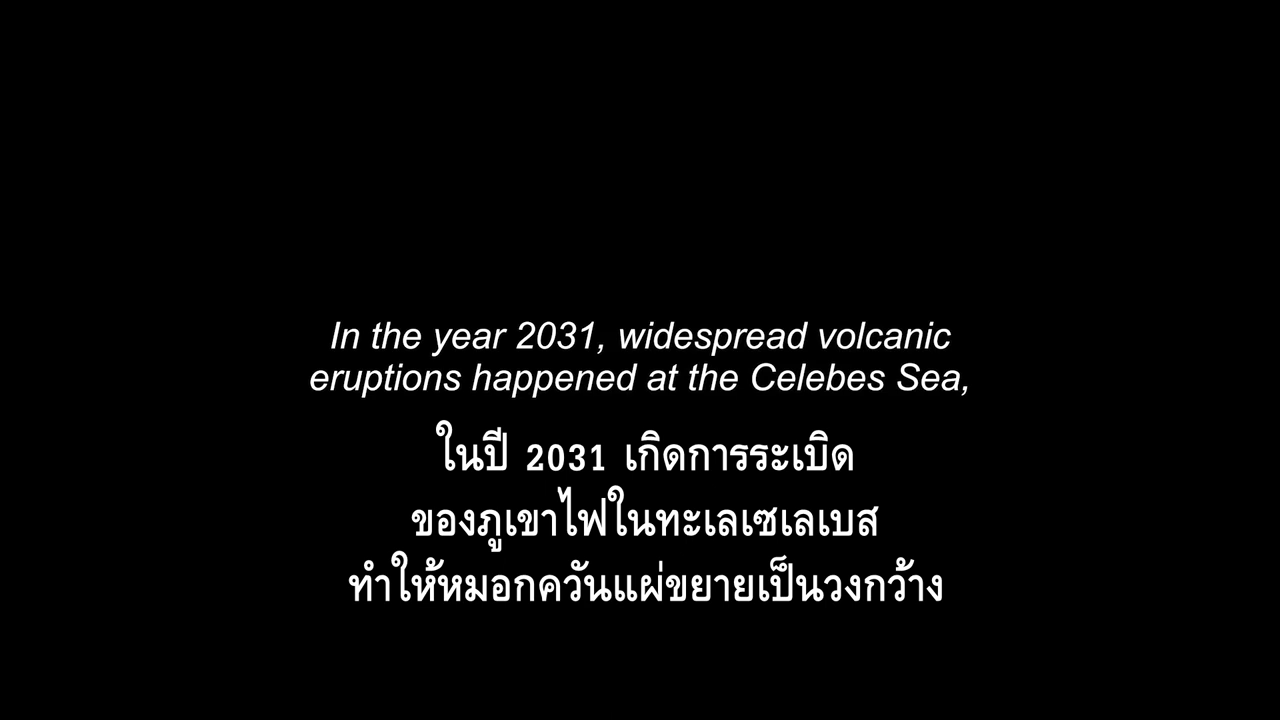 In the year 2031, widespread volcanic
eruptions happened at the Celebes Sea,
ในปี 2031 เกิดการระเบิด
ของภูเขาไฟในทะเลเซเลเบส
ทำให้หมอกควันแผ่ขยายเป็นวงกว้าง